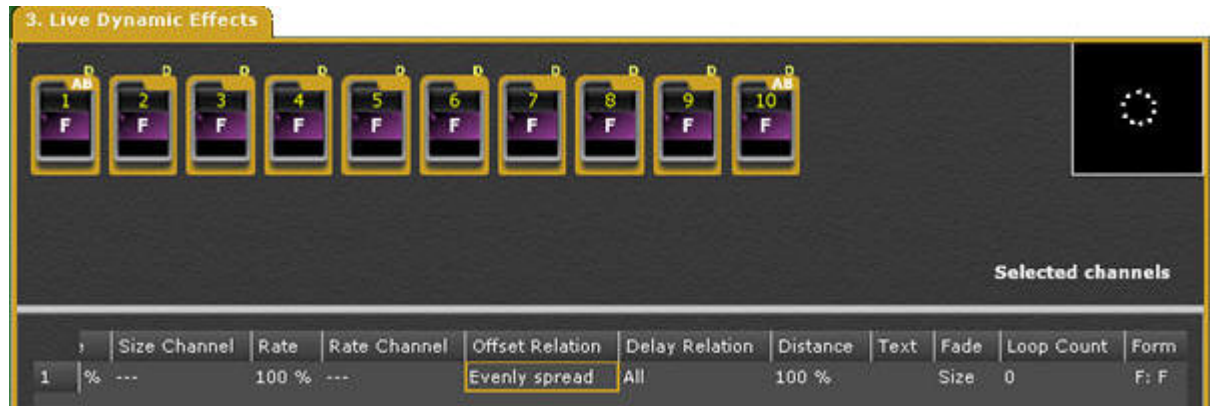 3. Live Dynamic Effects
D D D D D D D D D D
AB AB
1 2 3 4 5 6 7 8 9 10
F F F F F F F F F F
Selected channels
Size Channel Rate Rate Channel Offset Relation Delay Relation Distance Text Fade Loop Count Form
1 % --- 100 % --- Evenly spread All 100 % Size 0 F: F